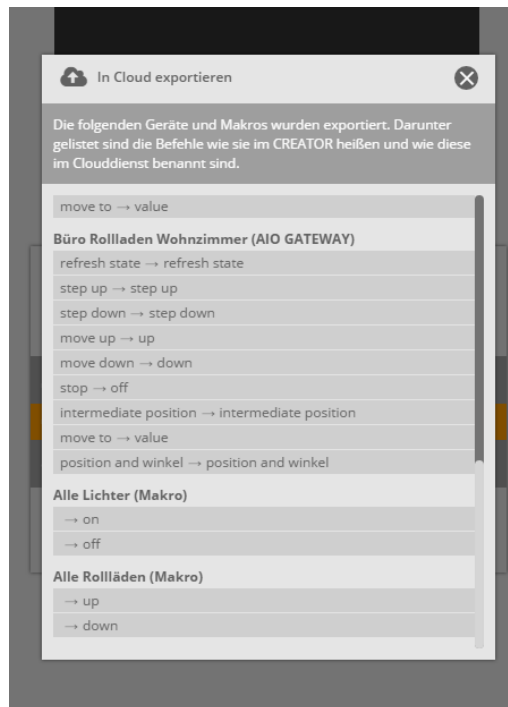 In Cloud exportieren
Die folgenden Geräte und Makros wurden exportiert. Darunter
gelistet sind die Befehle wie sie im CREATOR heißen und wie diese
im Clouddienst benannt sind.
move to → value
Büro Rollladen Wohnzimmer (AIO GATEWAY)
refresh state → refresh state
step up → step up
step down → step down
move up → up
move down → down
stop → off
intermediate position → intermediate position
move to → value
position and winkel → position and winkel
Alle Lichter (Makro)
→ on
→ off
Alle Rollläden (Makro)
→ up
→ down